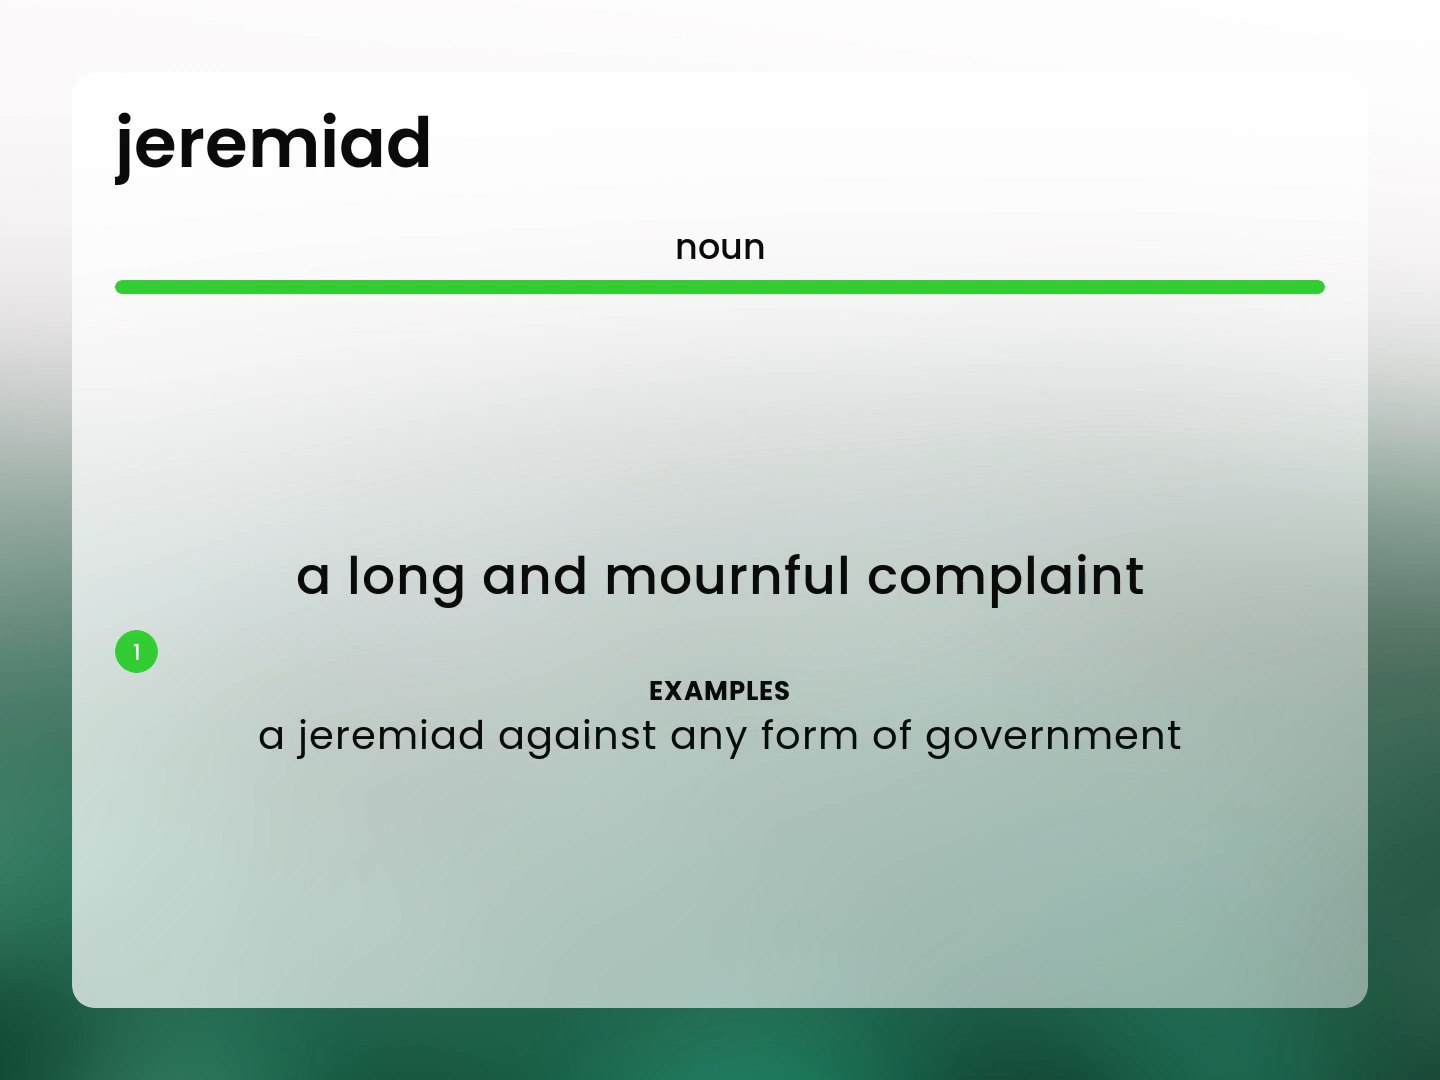 jeremiad
noun
a long and mournful complaint
1
EXAMPLES
a jeremiad against any form of government